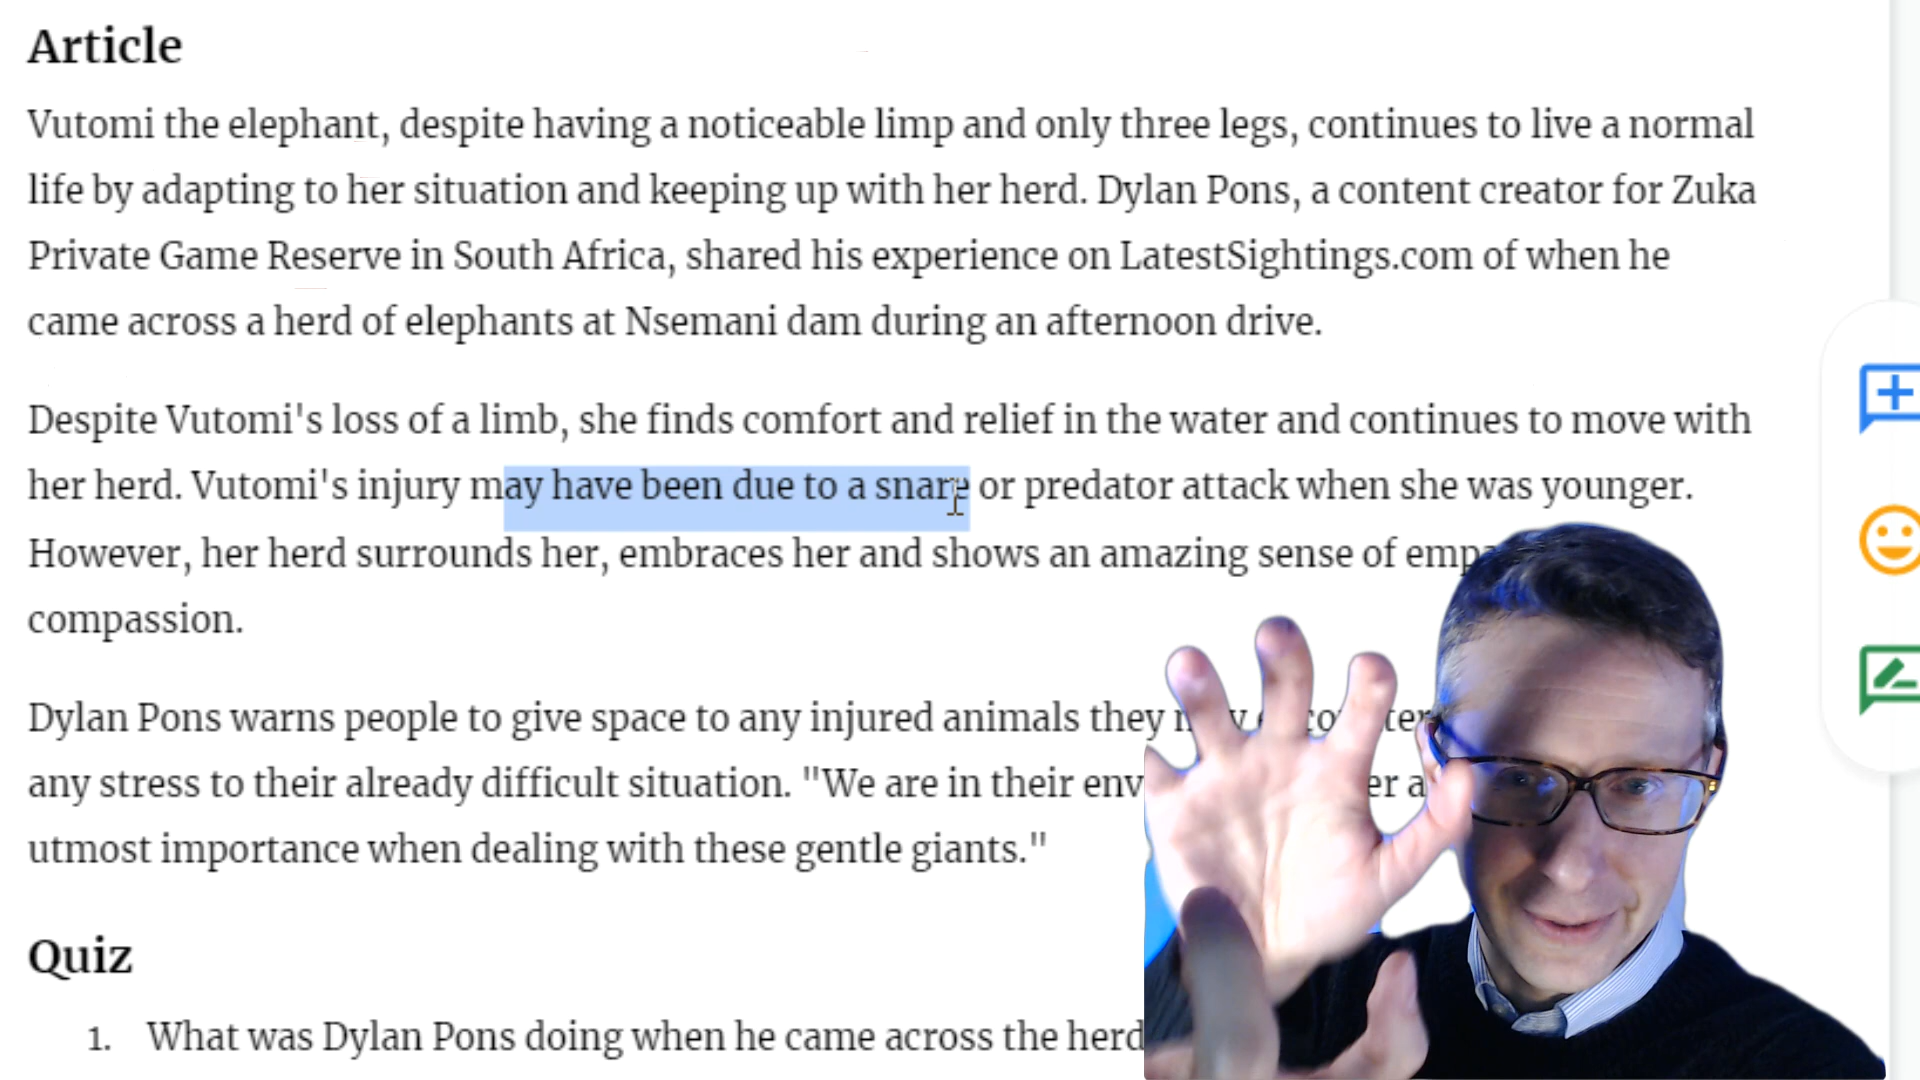 Article
Vutomi the elephant, despite having a noticeable limp and only three legs, continues to live a normal
life by adapting to her situation and keeping up with her herd. Dylan Pons, a content creator for Zuka
Private Game Reserve in South Africa, shared his experience on LatestSightings.com of when he
came across a herd of elephants at Nsemani dam during an afternoon drive.
Despite Vutomi's loss of a limb, she finds comfort and relief in the water and continues to move with
her herd. Vutomi's injury may have been due to a snare or predator attack when she was younger.
However, her herd surrounds her, embraces her and shows an amazing sense of
compassion.
Dylan Pons warns people to give space to any injured animals they
any stress to their already difficult situation. "We are in their
utmost importance when dealing with these gentle giants."
Quiz
1. What was Dylan Pons doing when he came across the herd